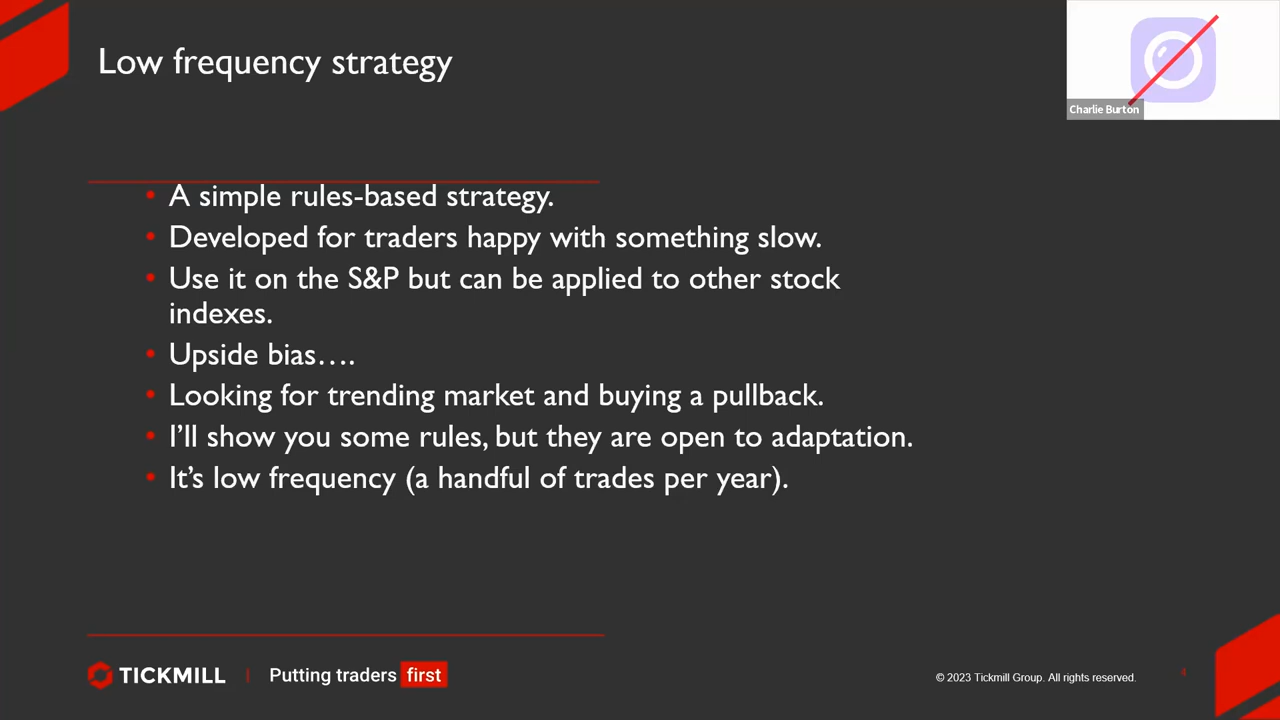 Low frequency strategy
Charlie Burton
• A simple rules-based strategy.
• Developed for traders happy with something slow.
• Use it on the S&P but can be applied to other stock
indexes.
• Upside bias….
• Looking for trending market and buying a pullback.
• I’ll show you some rules, but they are open to adaptation.
• It’s low frequency (a handful of trades per year).
TICKMILL | Putting traders first
© 2023 Tickmill Group. All rights reserved.